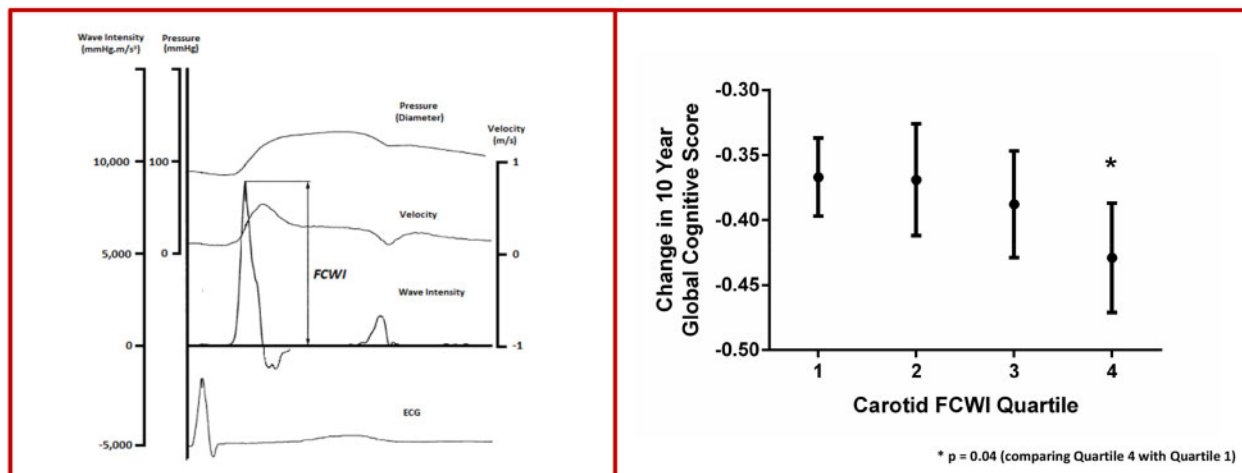 Wave Intensity
(mmHg.m/s²)
Pressure
(mmHg)
Pressure
(Diameter)
Velocity
(m/s)
10,000
100
1
Velocity
5,000
0
0
FCWI
Wave Intensity
0
-1
ECG
-5,000
-0.30
-0.35
-0.40
-0.45
-0.50
Change in 10 Year
Global Cognitive Score
*
1 2 3 4
Carotid FCWI Quartile
* p = 0.04 (comparing Quartile 4 with Quartile 1)